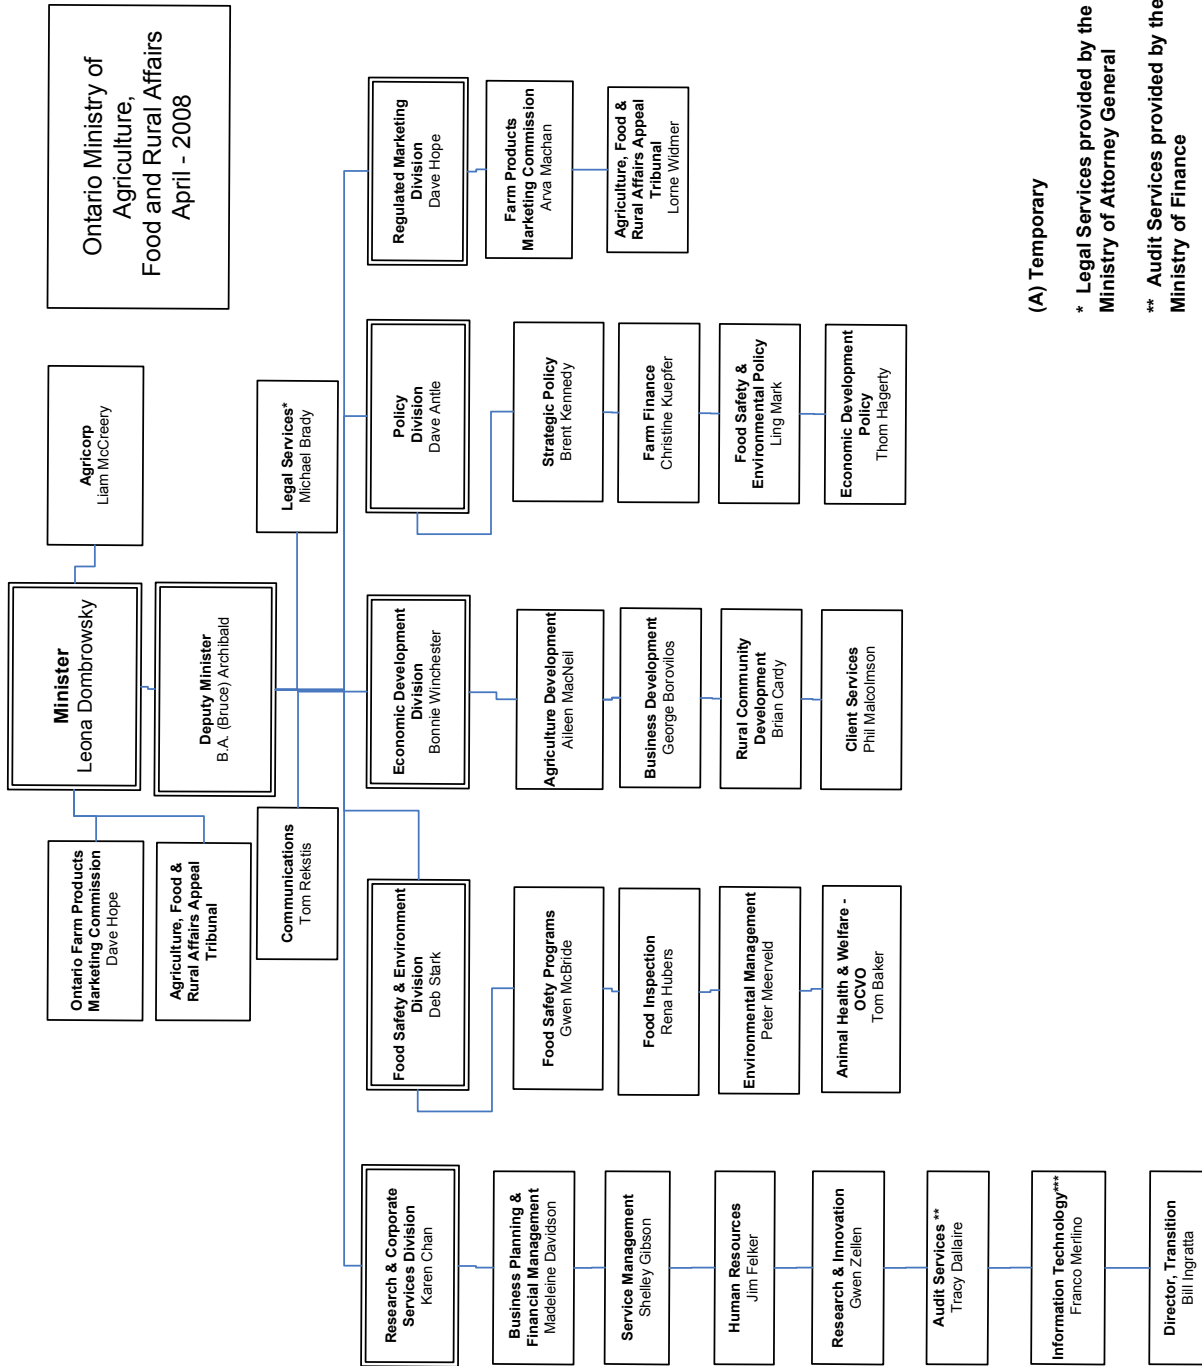 Ontario Ministry of
Agriculture,
Food and Rural Affairs
April - 2008
Minister
Leona Dombrowsky
Agricorp
Liam McCreery
Ontario Farm Products
Marketing Commission
Dave Hope
Agriculture, Food &
Rural Affairs Appeal
Tribunal
Deputy Minister
B.A. (Bruce) Archibald
Communications
Tom Rekstis
Legal Services*
Michael Brady
Research & Corporate
Services Division
Karen Chan
Business Planning &
Financial Management
Madeleine Davidson
Service Management
Shelley Gibson
Human Resources
Jim Felker
Research & Innovation
Gwen Zellen
Audit Services **
Tracy Dallaire
Information Technology***
Franco Merlino
Director, Transition
Bill Ingratta
Food Safety & Environment
Division
Deb Stark
Food Safety Programs
Gwen McBride
Food Inspection
Rena Hubers
Environmental Management
Peter Meerveld
Animal Health & Welfare -
OCVO
Tom Baker
Economic Development
Division
Bonnie Winchester
Agriculture Development
Aileen MacNeil
Business Development
George Borovilos
Rural Community
Development
Brian Cardy
Client Services
Phil Malcolmson
Policy
Division
Dave Antle
Strategic Policy
Brent Kennedy
Farm Finance
Christine Kuepfer
Food Safety &
Environmental Policy
Ling Mark
Economic Development
Policy
Thom Hagerty
Regulated Marketing
Division
Dave Hope
Farm Products
Marketing Commission
Arva Machan
Agriculture, Food &
Rural Affairs Appeal
Tribunal
Lorne Widmer
(A) Temporary
* Legal Services provided by the
Ministry of Attorney General
** Audit Services provided by the
Ministry of Finance